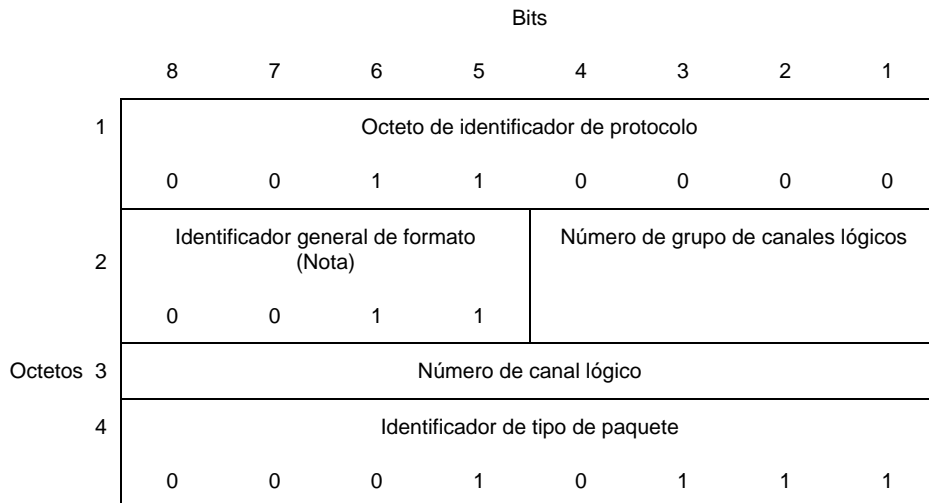 Bits
8 7 6 5 4 3 2 1
1 Octeto de identificador de protocolo
0 0 1 1 0 0 0 0
Identificador general de formato Número de grupo de canales lógicos
(Nota)
2
0 0 1 1
Octetos 3 Número de canal lógico
4 Identificador de tipo de paquete
0 0 0 1 0 1 1 1